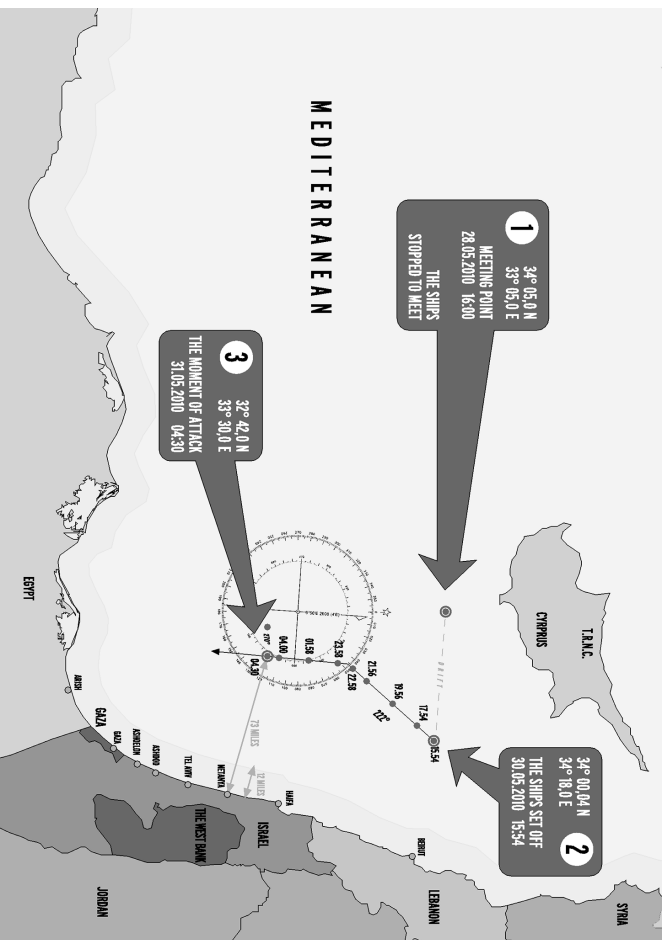 MEDITERRANEAN
1
34° 05,0 N
33° 05,0 E
MEETING POINT
28.05.2010 16:00
THE SHIPS
STOPPED TO MEET
2
34° 00,04 N
34° 18,0 E
THE SHIPS SET OFF
30.05.2010 15:54
3
32° 42,0 N
33° 30,0 E
THE MOMENT OF ATTACK
31.05.2010 04:30
T.R.N.C.
CYRPRUS
DRIFT
15.54
17.54
19.56
222°
21.56
22.58
23.58
01.58
04.00
270°
04.30
73 MILES
12 MILES
SYRIA
LEBANON
BEIRUT
HAIFA
ISRAEL
NETANYA
THE WEST BANK
TEL AVIV
ASHDOD
ASHKELON
GAZA
GAZA
JORDAN
ARISH
EGYPT